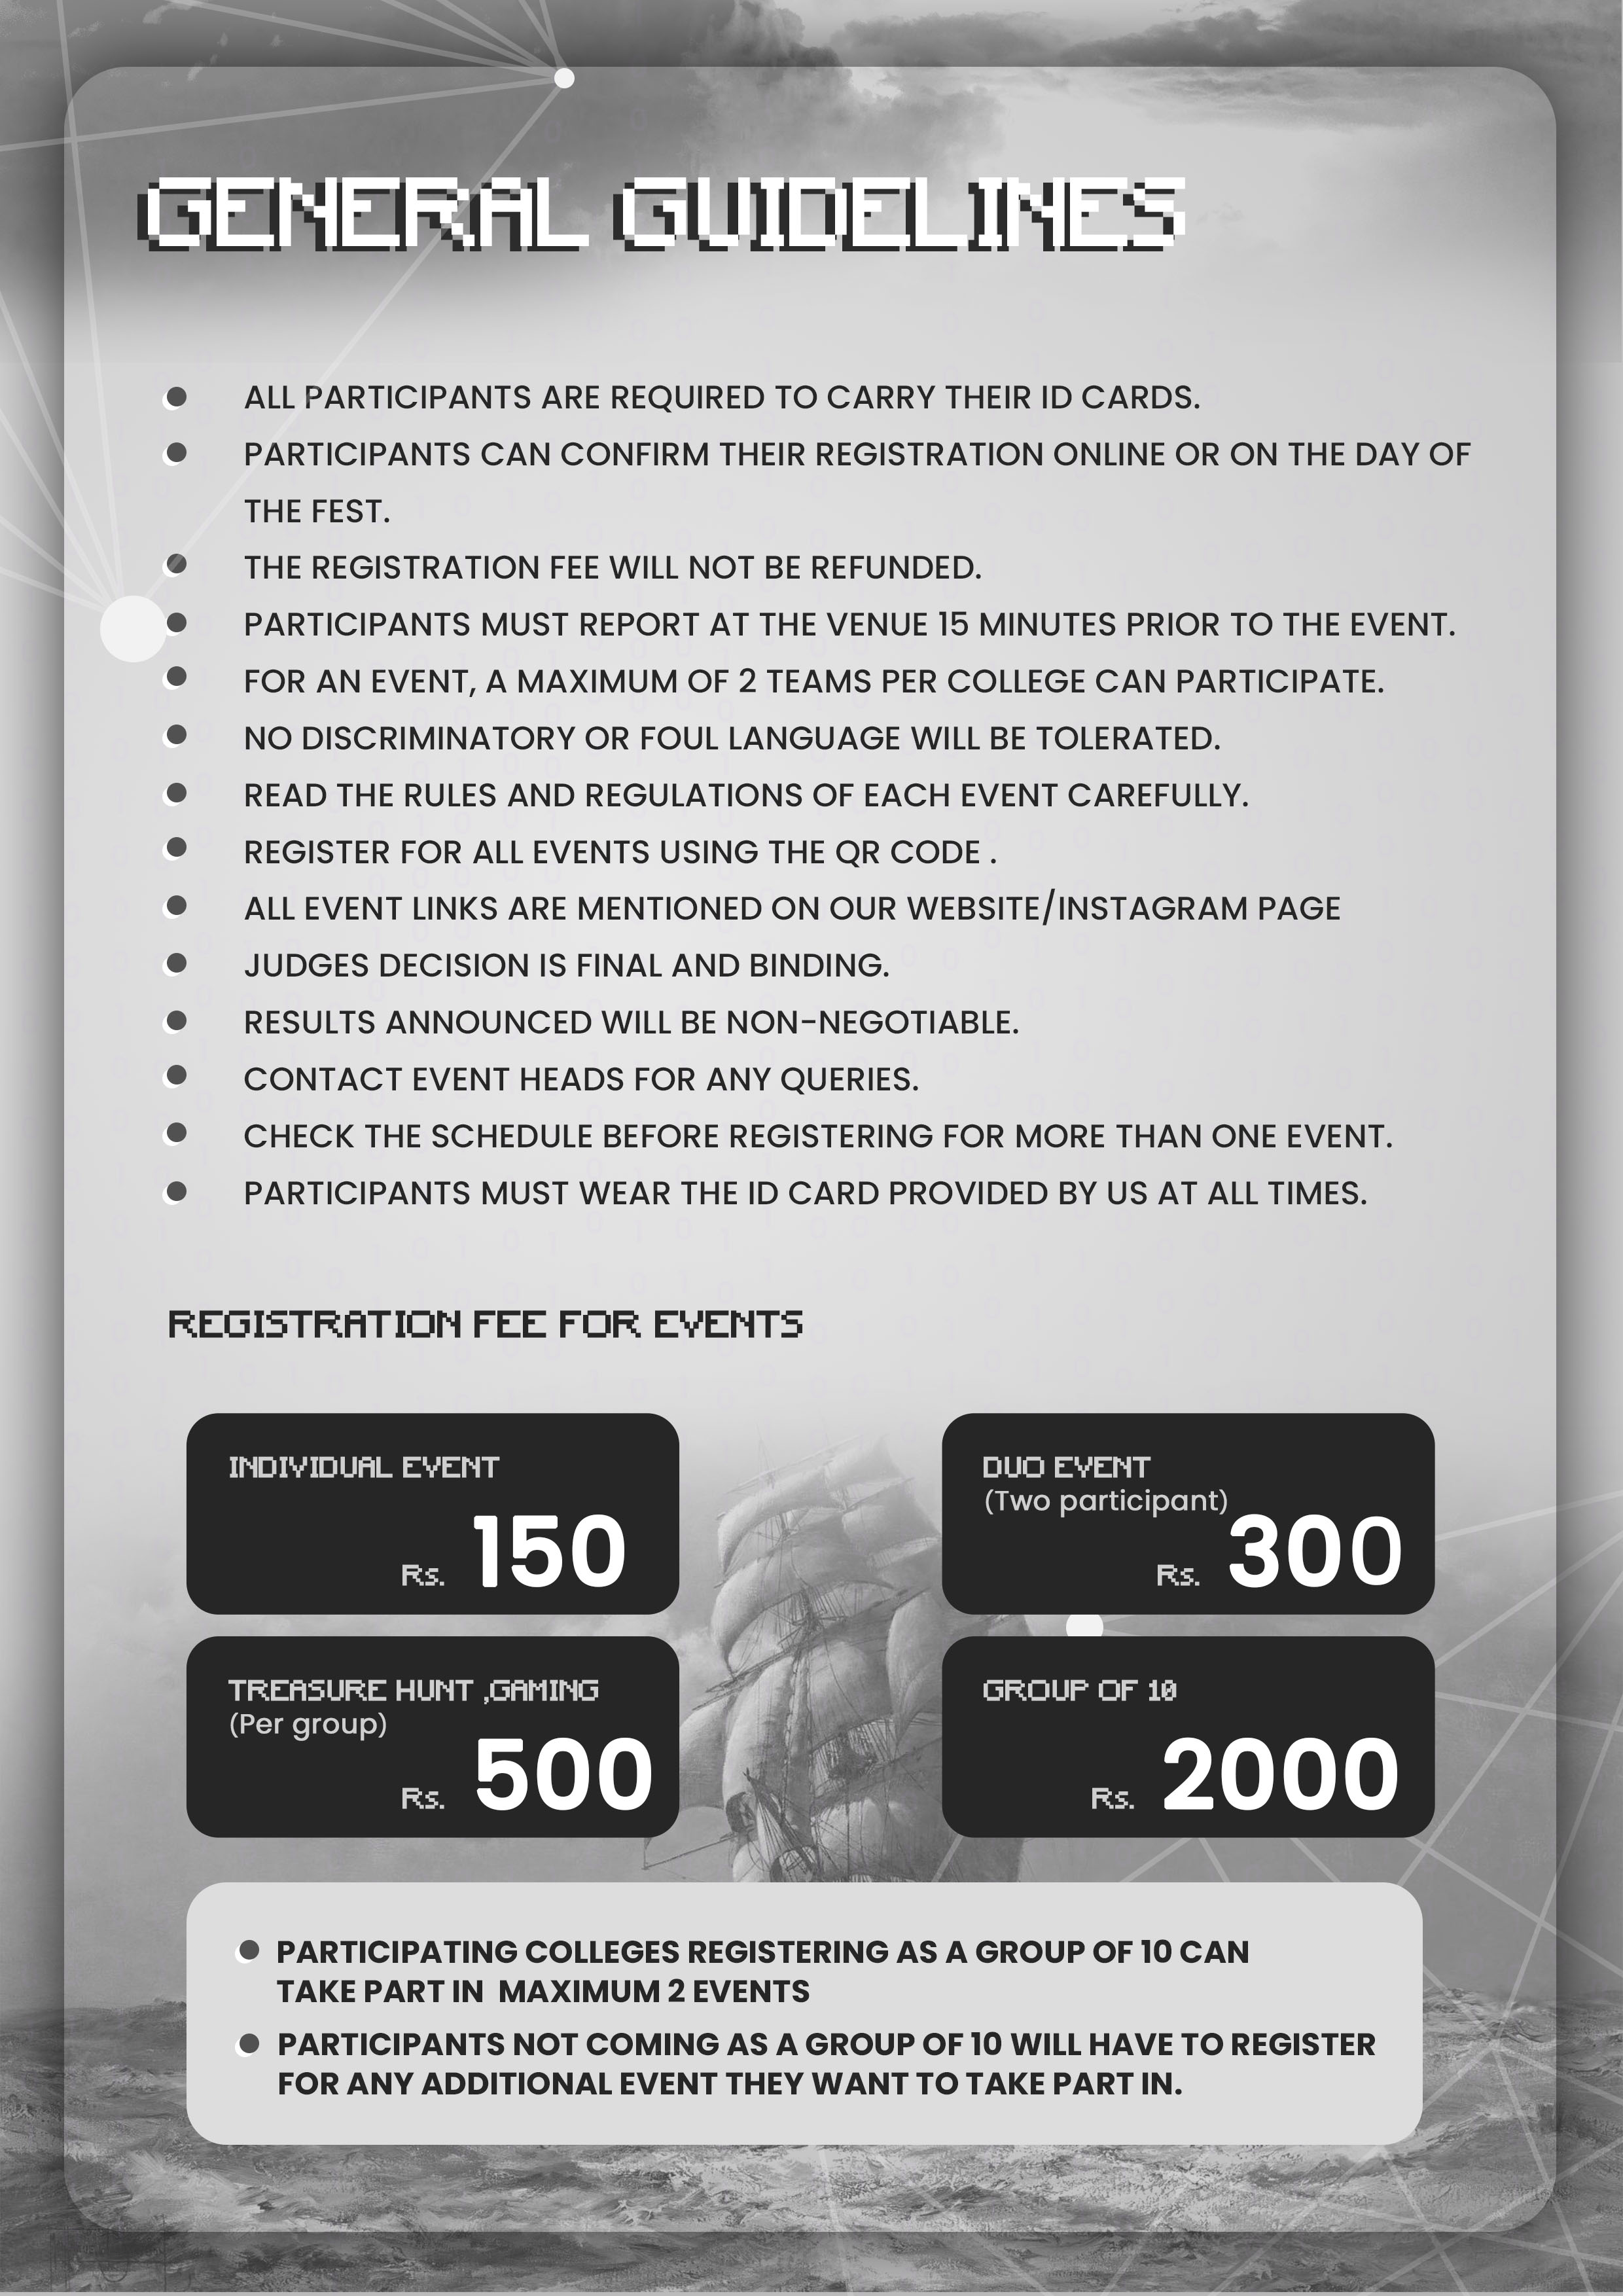 GENERAL GUIDELINES
ALL PARTICIPANTS ARE REQUIRED TO CARRY THEIR ID CARDS.
PARTICIPANTS CAN CONFIRM THEIR REGISTRATION ONLINE OR ON THE DAY OF
THE FEST.
THE REGISTRATION FEE WILL NOT BE REFUNDED.
PARTICIPANTS MUST REPORT AT THE VENUE 15 MINUTES PRIOR TO THE EVENT.
FOR AN EVENT, A MAXIMUM OF 2 TEAMS PER COLLEGE CAN PARTICIPATE.
NO DISCRIMINATORY OR FOUL LANGUAGE WILL BE TOLERATED.
READ THE RULES AND REGULATIONS OF EACH EVENT CAREFULLY.
REGISTER FOR ALL EVENTS USING THE QR CODE .
ALL EVENT LINKS ARE MENTIONED ON OUR WEBSITE/INSTAGRAM PAGE
JUDGES DECISION IS FINAL AND BINDING.
RESULTS ANNOUNCED WILL BE NON-NEGOTIABLE.
CONTACT EVENT HEADS FOR ANY QUERIES.
CHECK THE SCHEDULE BEFORE REGISTERING FOR MORE THAN ONE EVENT.
PARTICIPANTS MUST WEAR THE ID CARD PROVIDED BY US AT ALL TIMES.
REGISTRATION FEE FOR EVENTS
INDIVIDUAL EVENT
Rs. 150
DUO EVENT
(Two participant)
Rs. 300
TREASURE HUNT ,GAMING
(Per group)
Rs. 500
GROUP OF 10
Rs. 2000
PARTICIPATING COLLEGES REGISTERING AS A GROUP OF 10 CAN
TAKE PART IN MAXIMUM 2 EVENTS
PARTICIPANTS NOT COMING AS A GROUP OF 10 WILL HAVE TO REGISTER
FOR ANY ADDITIONAL EVENT THEY WANT TO TAKE PART IN.